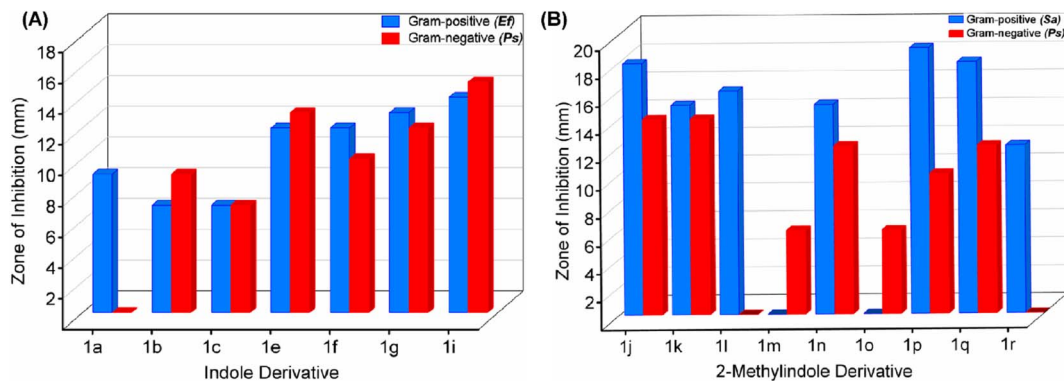 (A)
Gram-positive (Ef)
Gram-negative (Ps)
18
16
14
12
10
8
6
4
2
Zone of Inhibition (mm)
1a 1b 1c 1e 1f 1g 1i
Indole Derivative
(B)
Gram-positive (Sa)
Gram-negative (Ps)
20
18
16
14
12
10
8
6
4
2
Zone of Inhibition (mm)
1j 1k 1l 1m 1n 1o 1p 1q 1r
2-Methylindole Derivative